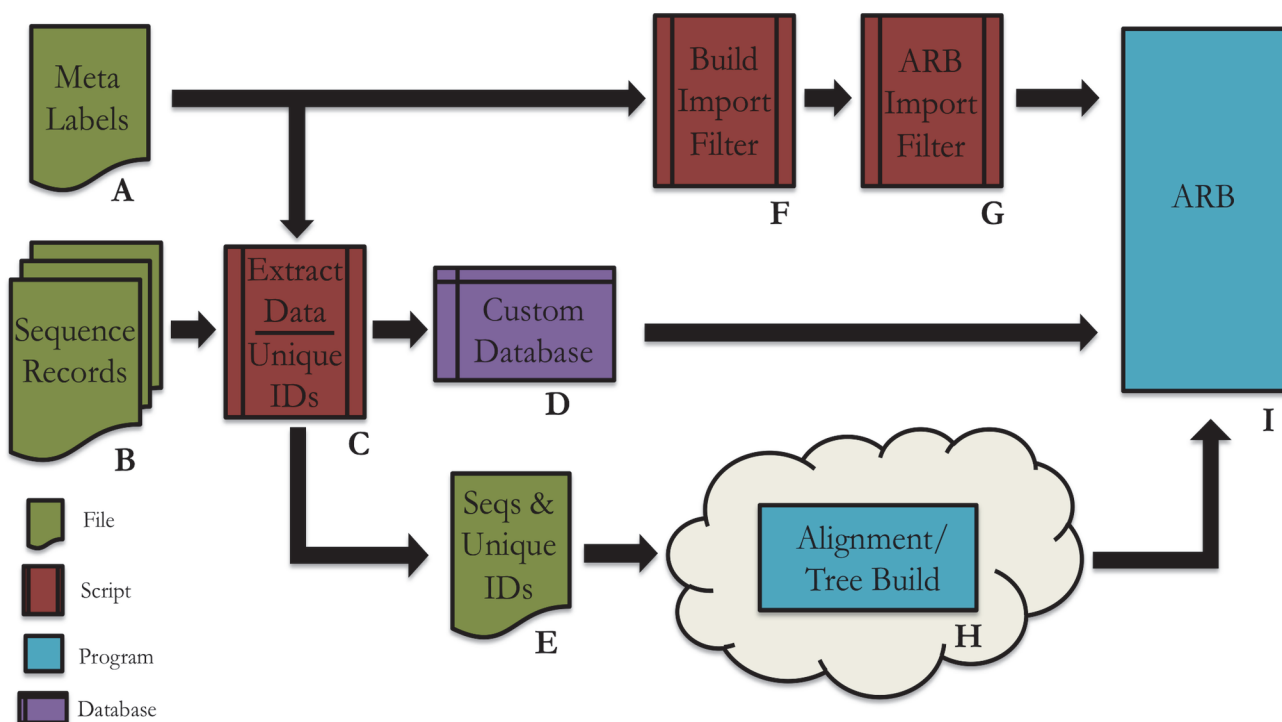 Meta
Labels
A
Build
Import
Filter
F
ARB
Import
Filter
G
ARB
I
Sequence
Records
B
Extract
Data
Unique
IDs
C
Custom
Database
D
Seqs &
Unique
IDs
E
Alignment/
Tree Build
H
File
Script
Program
Database